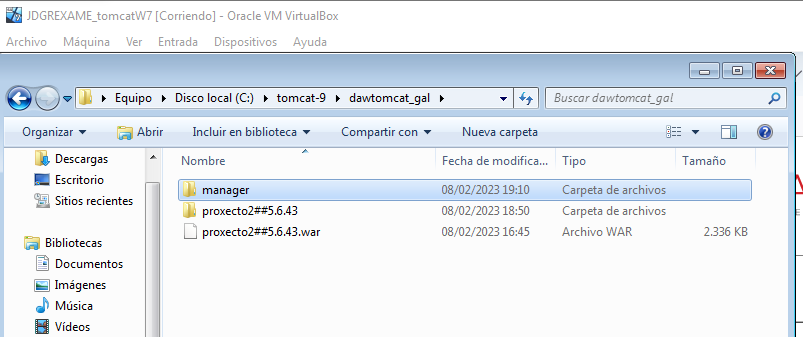 JDGREXAME_tomcatW7 [Corriendo] - Oracle VM VirtualBox
Archivo Máquina Ver Entrada Dispositivos Ayuda
Equipo Disco local (C:) tomcat-9 dawtomcat_gal
Buscar dawtomcat_gal
Organizar Abrir Incluir en biblioteca Compartir con Nueva carpeta
Descargas
Escritorio
Sitios recientes
Bibliotecas
Documentos
Imágenes
Música
Vídeos
Nombre Fecha de modifica... Tipo Tamaño
manager 08/02/2023 19:10 Carpeta de archivos
proxecto2##5.6.43 08/02/2023 18:50 Carpeta de archivos
proxecto2##5.6.43.war 08/02/2023 16:45 Archivo WAR 2.336 KB